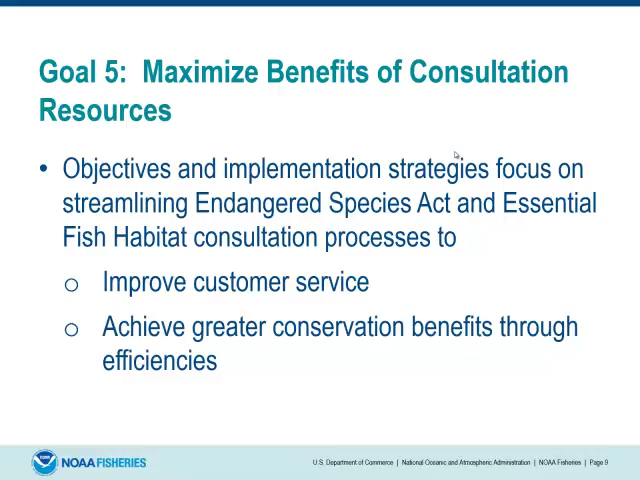 Goal 5: Maximize Benefits of Consultation
Resources
• Objectives and implementation strategies focus on
streamlining Endangered Species Act and Essential
Fish Habitat consultation processes to
o Improve customer service
o Achieve greater conservation benefits through
efficiencies
NOAA FISHERIES
U.S. Department of Commerce | National Oceanic and Atmospheric Administration | NOAA Fisheries | Page 9